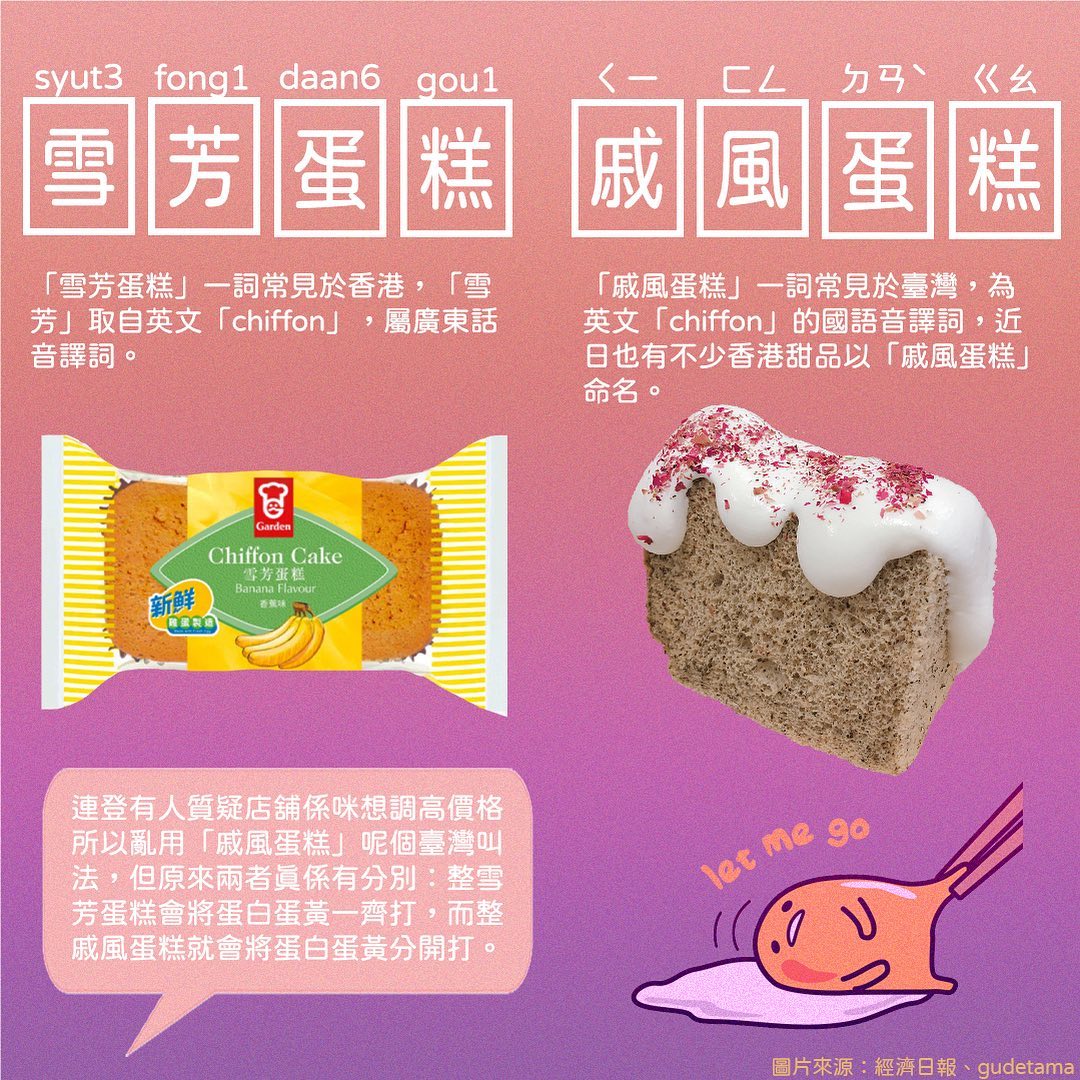 syut3 fong1 daan6 gou1
雪芳蛋糕
「雪芳蛋糕」一詞常見於香港，「雪
芳」取自英文「chiffon」，屬廣東話
音譯詞。
ㄑㄧ ㄈㄥ ㄉㄢˋ ㄍㄠ
戚風蛋糕
「戚風蛋糕」一詞常見於臺灣，為
英文「chiffon」的國語音譯詞，近
日也有不少香港甜品以「戚風蛋糕」
命名。
Garden
Chiffon Cake
雪芳蛋糕
Banana Flavour
香蕉味
新鮮
雞蛋製造
連登有人質疑店舖係咪想調高價格
所以亂用「戚風蛋糕」呢個臺灣叫
法，但原來兩者真係有分別：整雪
芳蛋糕會將蛋白蛋黃一齊打，而整
戚風蛋糕就會將蛋白蛋黃分開打。
let me go
圖片來源：經濟日報、gudetama